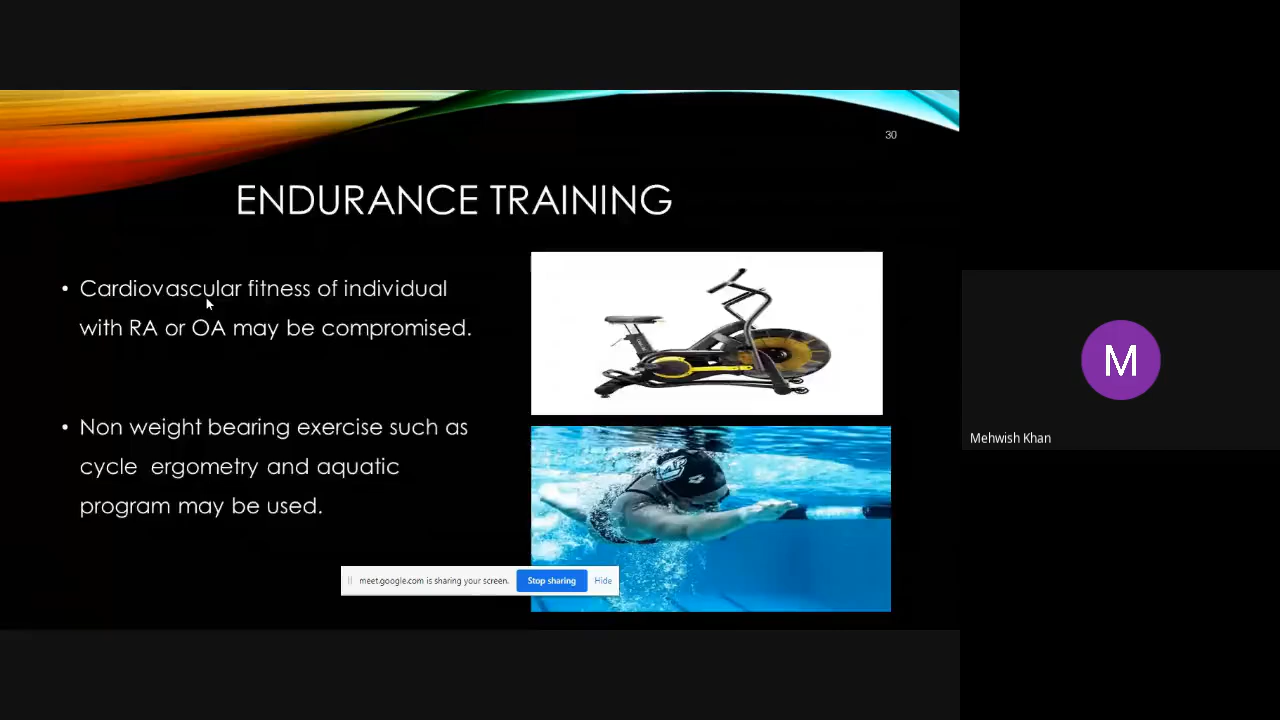 30
ENDURANCE TRAINING
• Cardiovascular fitness of individual
with RA or OA may be compromised.
• Non weight bearing exercise such as
cycle ergometry and aquatic
program may be used.
meet.google.com is sharing your screen. Stop sharing Hide
M
Mehwish Khan